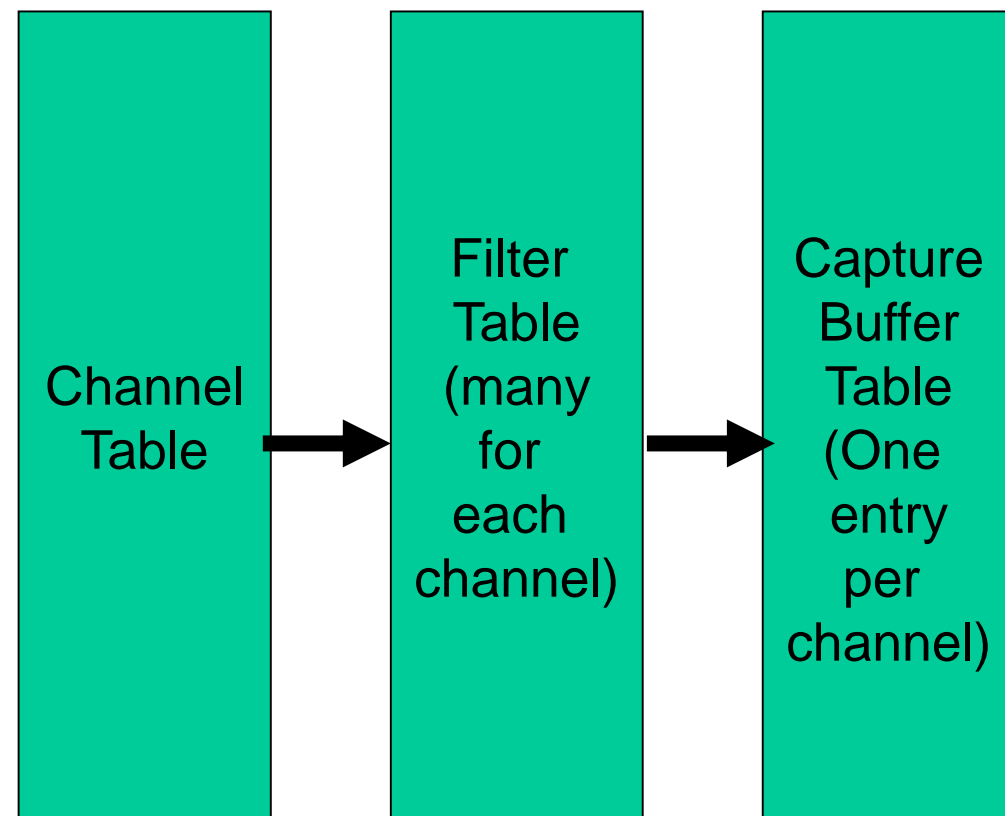 Channel
Table
Filter
Table
(many
for
each
channel)
Capture
Buffer
Table
(One
entry
per
channel)